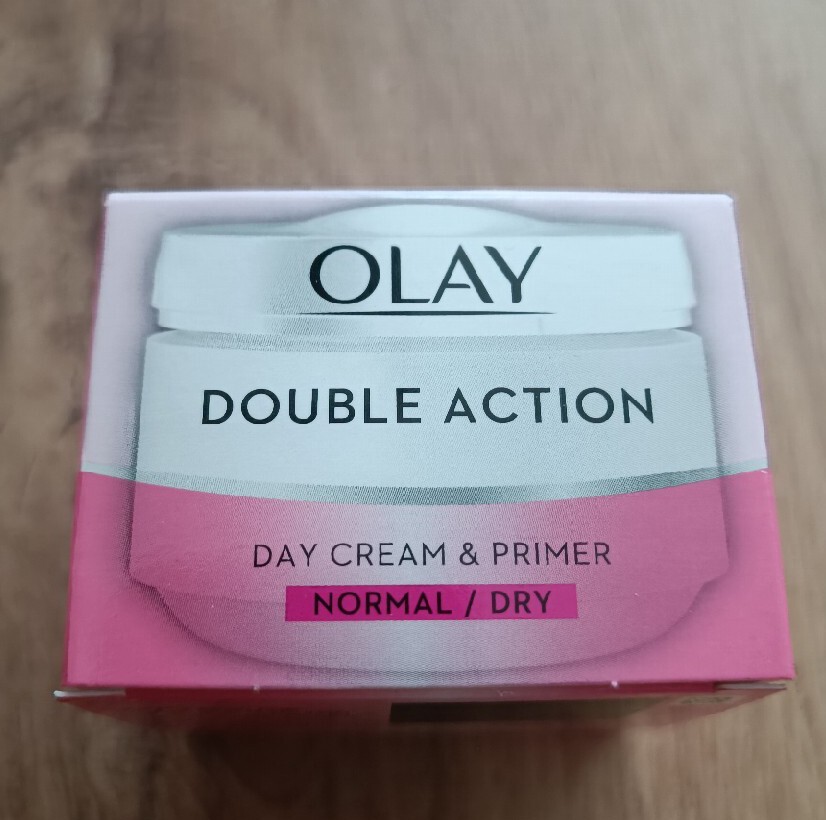 OLAY
DOUBLE ACTION
DAY CREAM & PRIMER
NORMAL / DRY